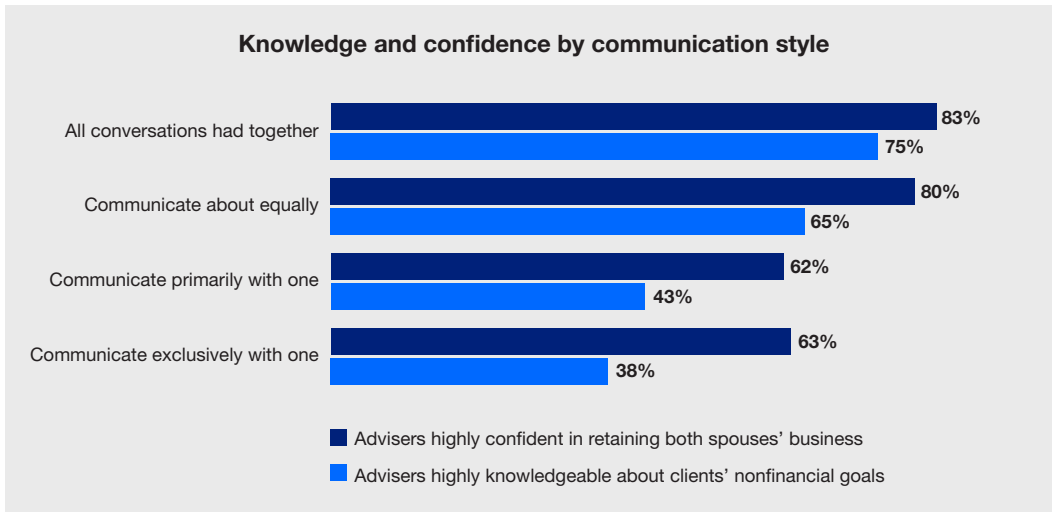 Knowledge and confidence by communication style
All conversations had together
83%
75%
Communicate about equally
80%
65%
Communicate primarily with one
62%
43%
Communicate exclusively with one
63%
38%
Advisers highly confident in retaining both spouses’ business
Advisers highly knowledgeable about clients’ nonfinancial goals